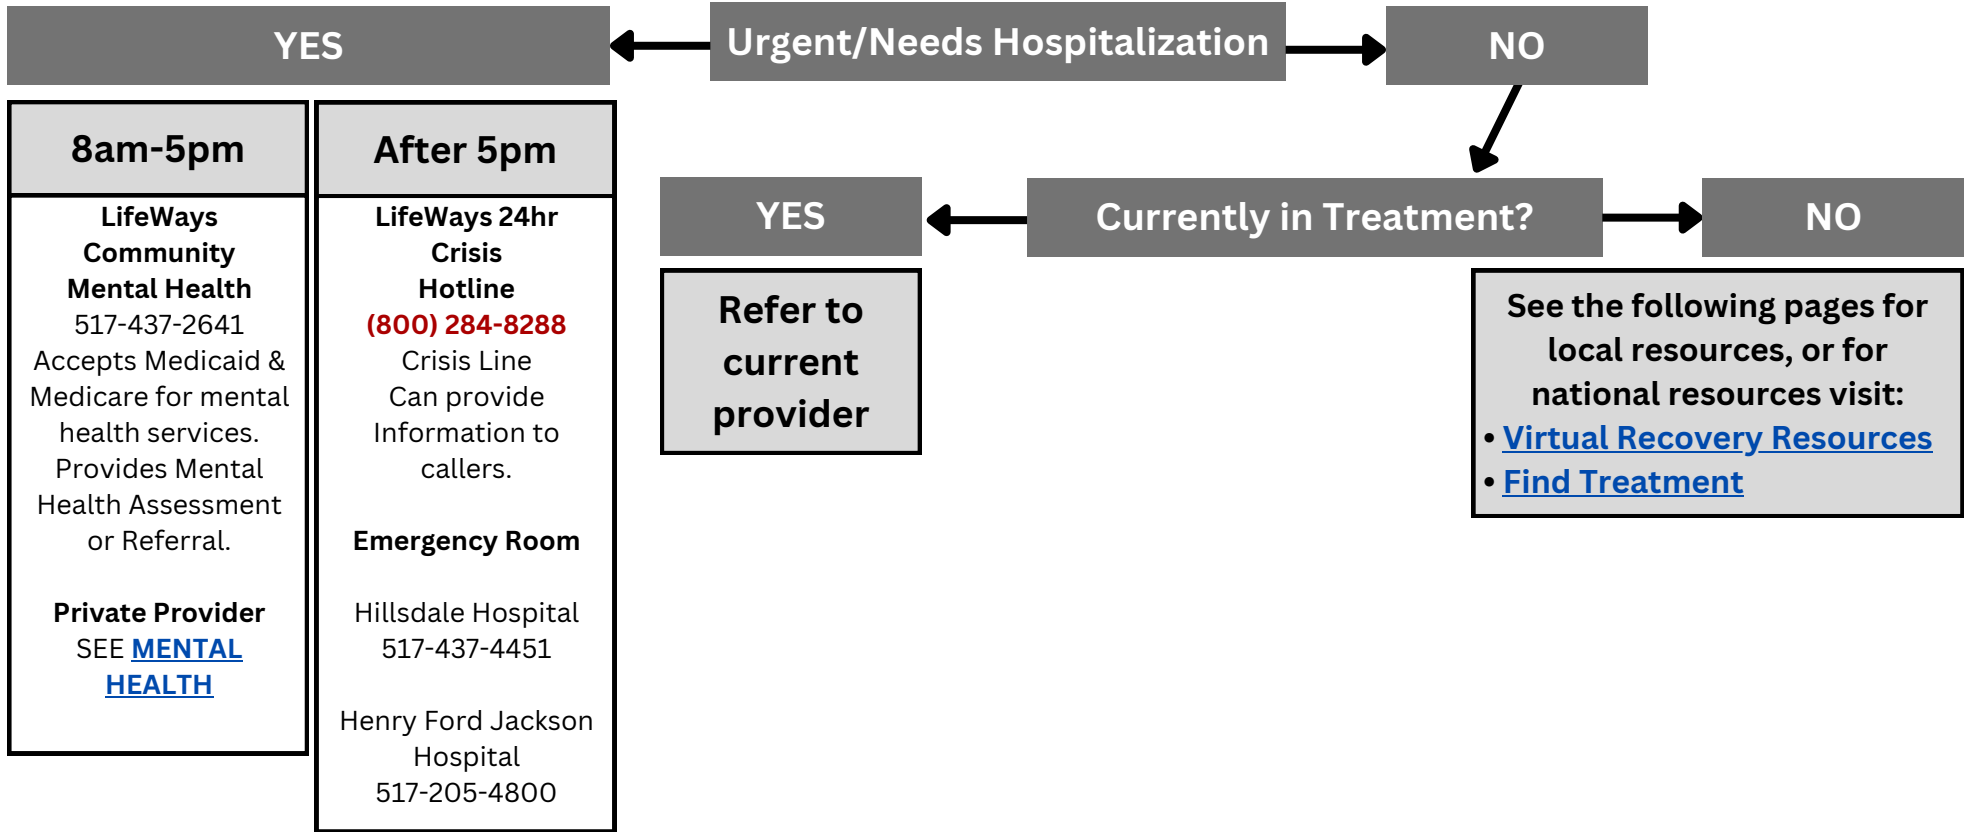 YES
Urgent/Needs Hospitalization
NO
8am-5pm
LifeWays
Community
Mental Health
517-437-2641
Accepts Medicaid &
Medicare for mental
health services.
Provides Mental
Health Assessment
or Referral.
Private Provider
SEE MENTAL
HEALTH
After 5pm
LifeWays 24hr
Crisis
Hotline
(800) 284-8288
Crisis Line
Can provide
Information to
callers.
Emergency Room
Hillsdale Hospital
517-437-4451
Henry Ford Jackson
Hospital
517-205-4800
YES
Currently in Treatment?
NO
Refer to
current
provider
See the following pages for
local resources, or for
national resources visit:
• Virtual Recovery Resources
• Find Treatment